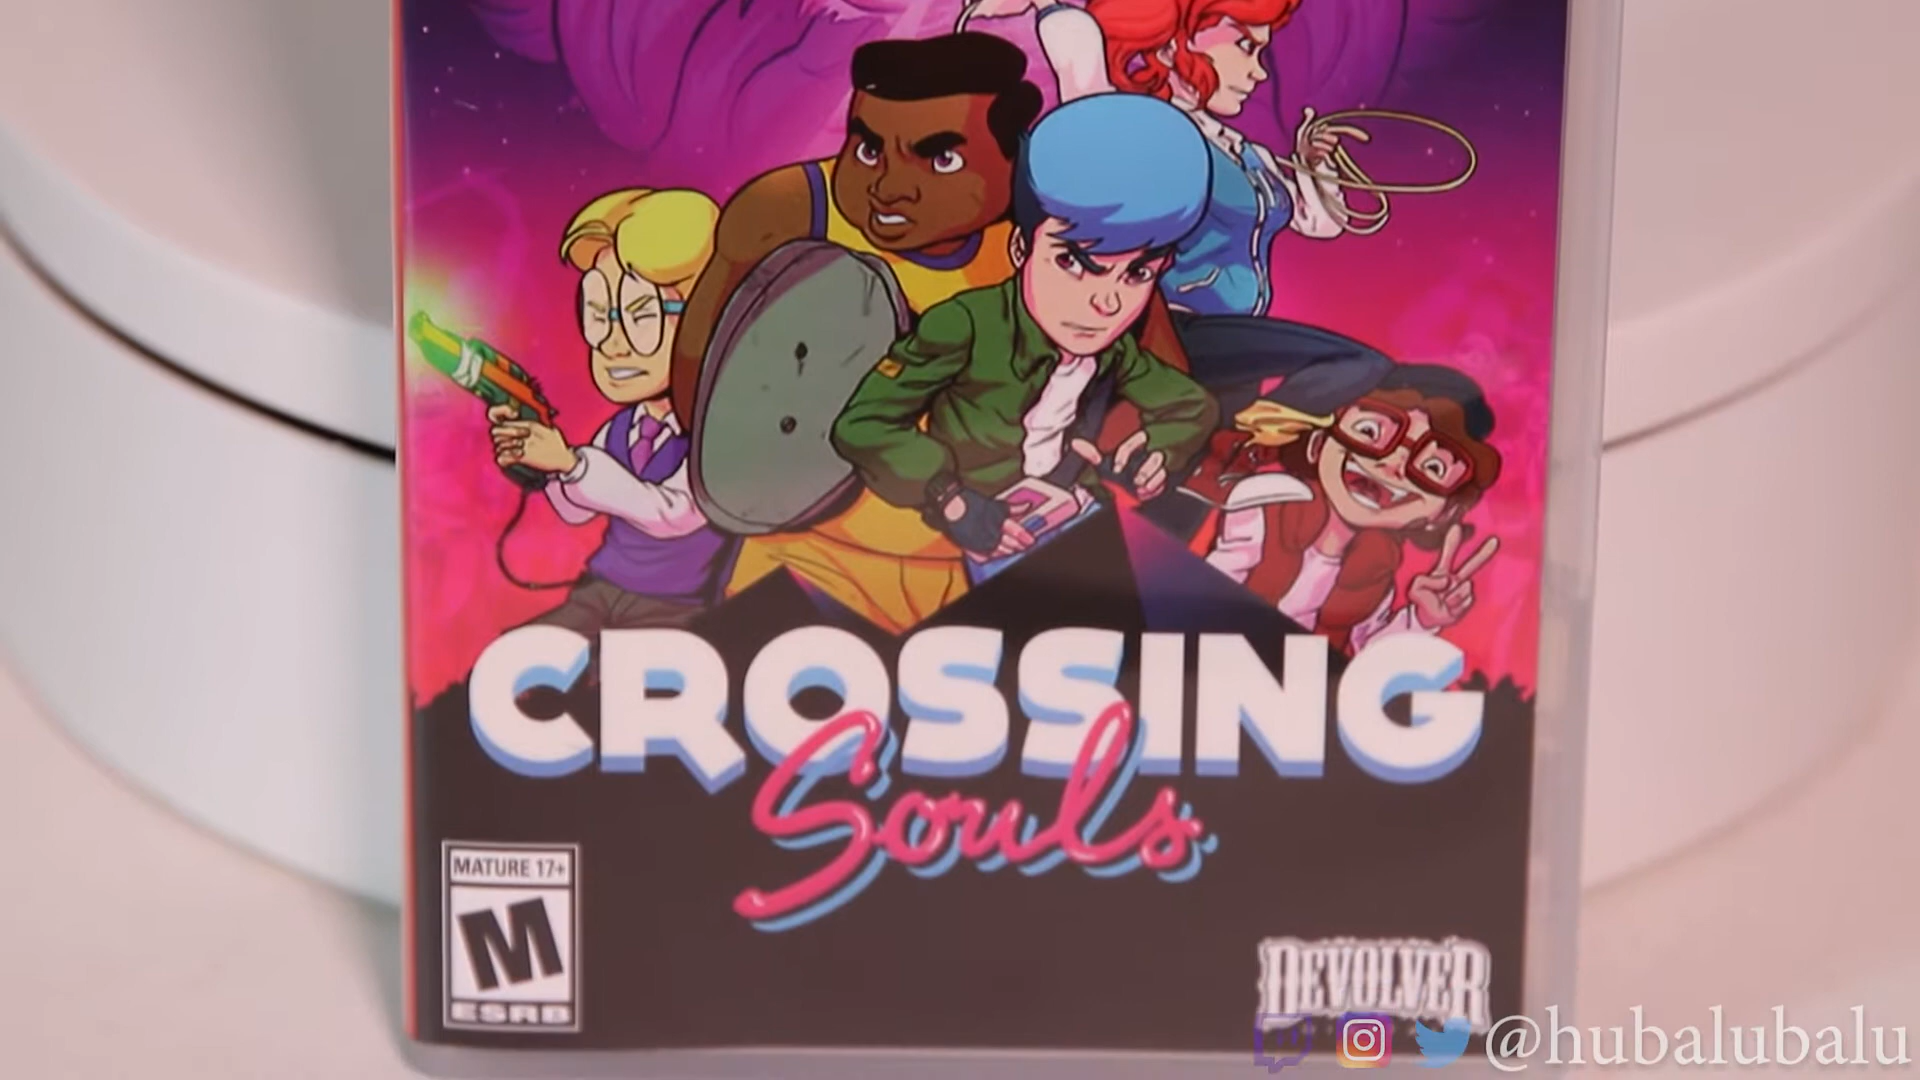 CROSSING
Souls
MATURE 17+
M
ESRB
DEVOLVER
@hubalubalu